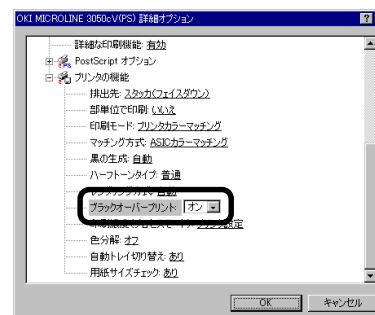 OKI MICROLINE 3050cV(PS) 詳細オプション
詳細な印刷機能: 有効
PostScript オプション
プリンタの機能
排出先: スタッカ(フェイスダウン)
部単位で印刷: いいえ
印刷モード: プリンタカラーマッチング
マッチング方式: ASICカラーマッチング
黒の生成: 自動
ハーフトーンタイプ: 普通
自動
ブラックオーバープリント: オン
設定
色分解: オフ
自動トレイ切り替え: あり
用紙サイズチェック: あり
OK キャンセル